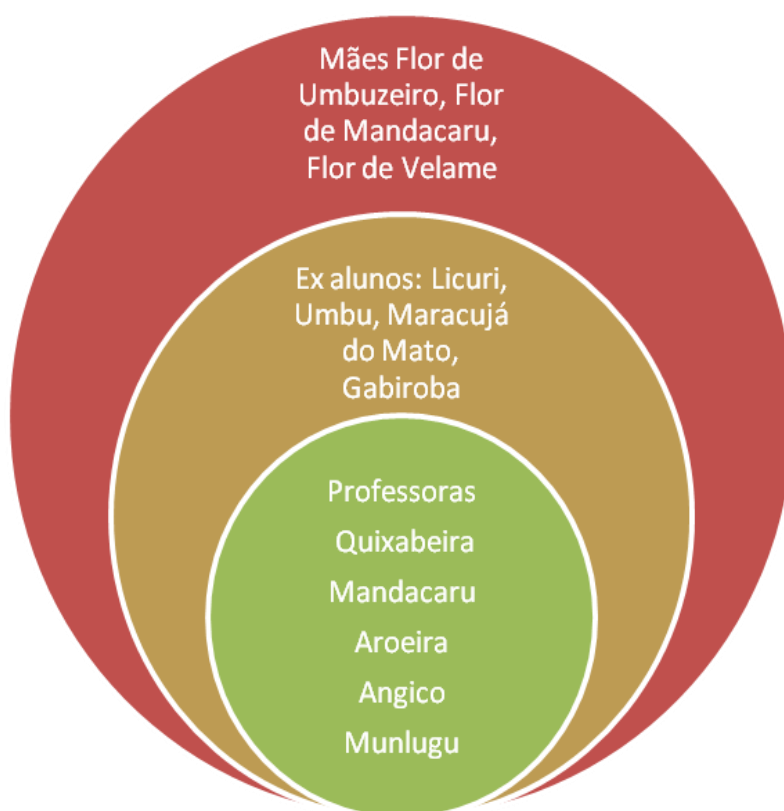 Mães Flor de
Umbuzeiro, Flor
de Mandacaru,
Flor de Velame
Ex alunos: Licuri,
Umbu, Maracujá
do Mato,
Gabiroba
Professoras
Quixabeira
Mandacaru
Aroeira
Angico
Munlugu